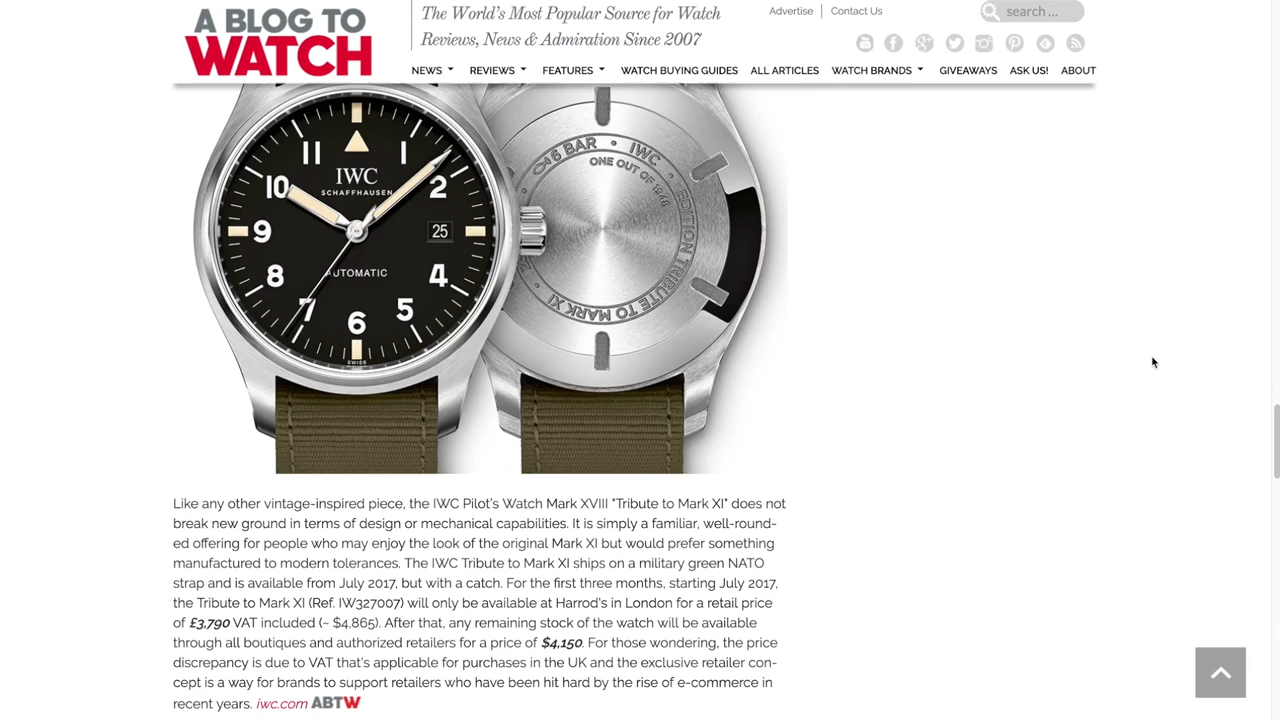 A BLOG TO
WATCH
The World's Most Popular Source for Watch
Reviews, News & Admiration Since 2007
Advertise
Contact Us
search ...
NEWS
REVIEWS
FEATURES
WATCH BUYING GUIDES
ALL ARTICLES
WATCH BRANDS
GIVEAWAYS
ASK US!
ABOUT
11
1
IWC
SCHAFFHAUSEN
10
2
9
25
8
AUTOMATIC
4
7
5
6
SWISS
6 BAR • IWC
ONE OUT OF 1948
EDITION TRIBUTE TO MARK XI
Like any other vintage-inspired piece, the IWC Pilot's Watch Mark XVIII "Tribute to Mark XI" does not
break new ground in terms of design or mechanical capabilities. It is simply a familiar, well-round-
ed offering for people who may enjoy the look of the original Mark XI but would prefer something
manufactured to modern tolerances. The IWC Tribute to Mark XI ships on a military green NATO
strap and is available from July 2017, but with a catch. For the first three months, starting July 2017,
the Tribute to Mark XI (Ref. IW327007) will only be available at Harrod's in London for a retail price
of £3,790 VAT included (~ $4,865). After that, any remaining stock of the watch will be available
through all boutiques and authorized retailers for a price of $4,150. For those wondering, the price
discrepancy is due to VAT that's applicable for purchases in the UK and the exclusive retailer con-
cept is a way for brands to support retailers who have been hit hard by the rise of e-commerce in
recent years. iwc.com ABTW